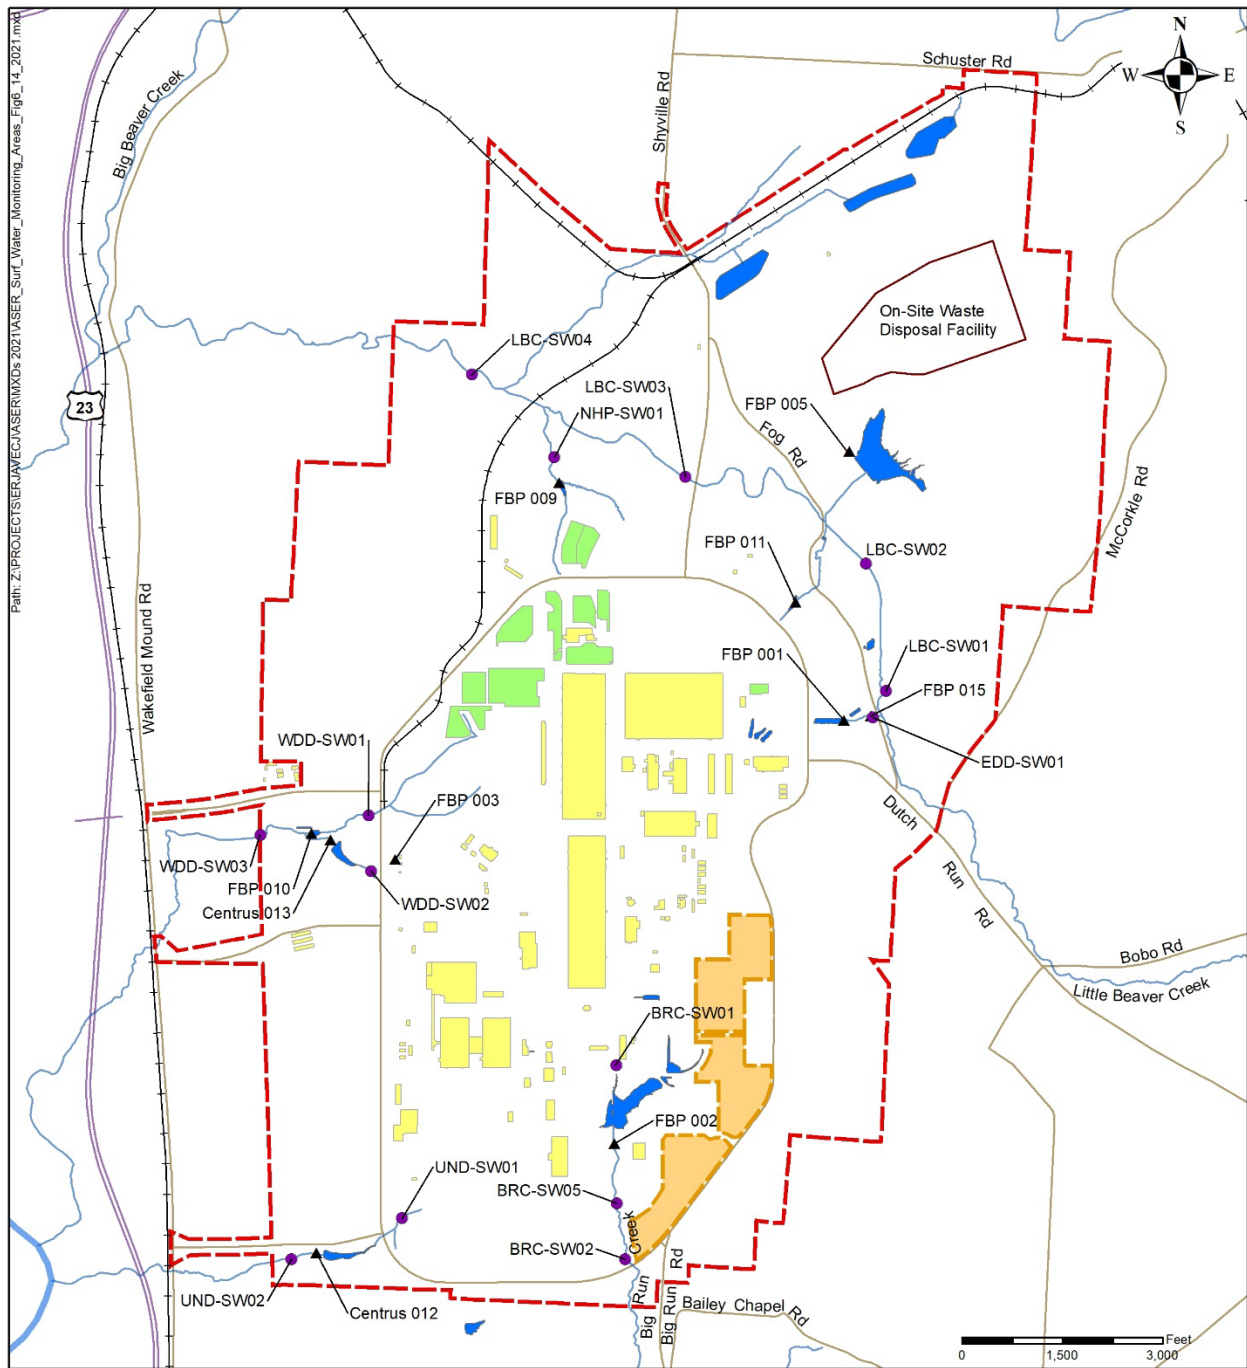 Path: Z:\PROJECTS\ERJAVECJ\ASER\MXDs 2021\ASER_Surf_Water_Monitoring_Areas_Fig6_14_2021.mxd
N
W
E
S
Schuster Rd
Shyville Rd
Big Beaver Creek
On-Site Waste
Disposal Facility
LBC-SW04
LBC-SW03
NHP-SW01
FBP 005
23
Fog Rd
FBP 009
McCorkle Rd
FBP 011
LBC-SW02
Wakefield Mound Rd
FBP 001
LBC-SW01
FBP 015
WDD-SW01
EDD-SW01
FBP 003
Dutch Run Rd
WDD-SW03
FBP 010
Centrus 013
WDD-SW02
Bobo Rd
Little Beaver Creek
BRC-SW01
FBP 002
UND-SW01
BRC-SW05
BRC-SW02
Big Run Creek
Big Run Rd
UND-SW02
Centrus 012
Bailey Chapel Rd
Feet
0
1,500
3,000